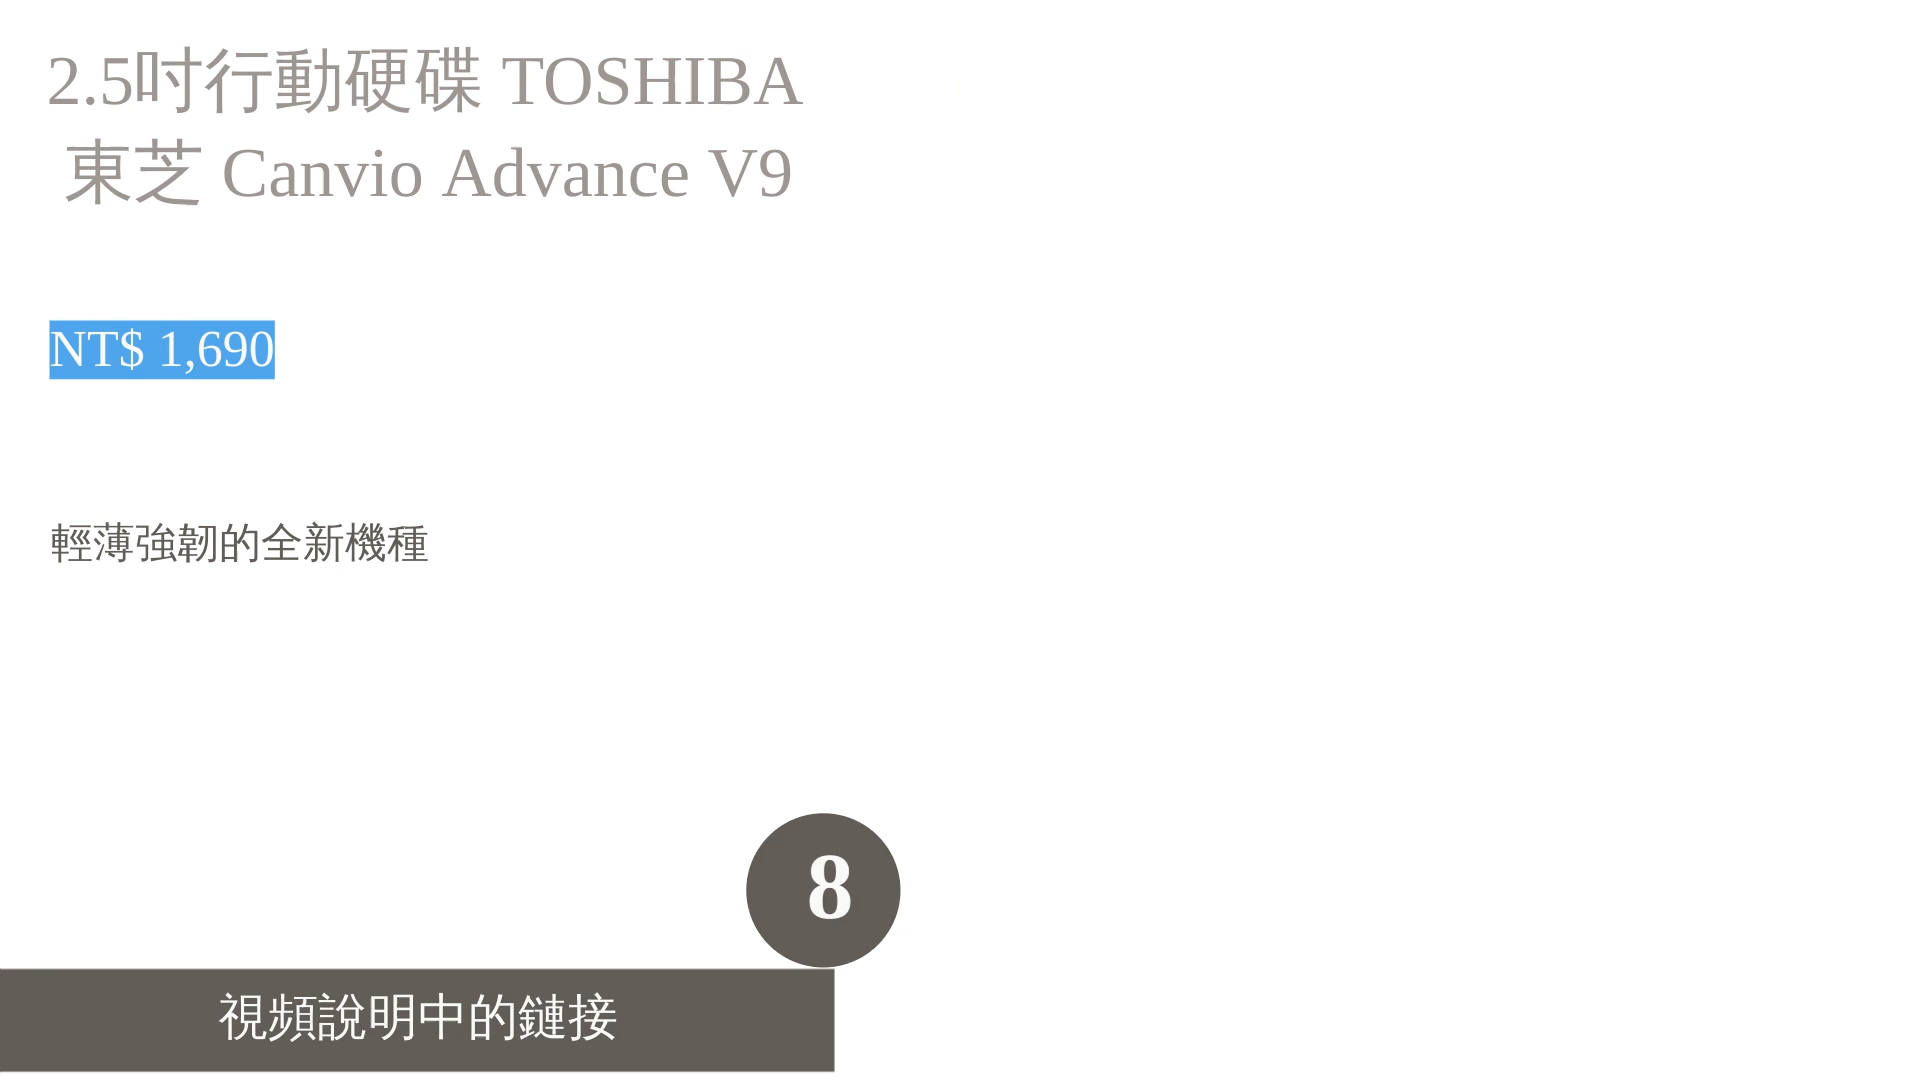 2.5吋行動硬碟 TOSHIBA
東芝 Canvio Advance V9
NT$ 1,690
輕薄強韌的全新機種
8
視頻說明中的鏈接